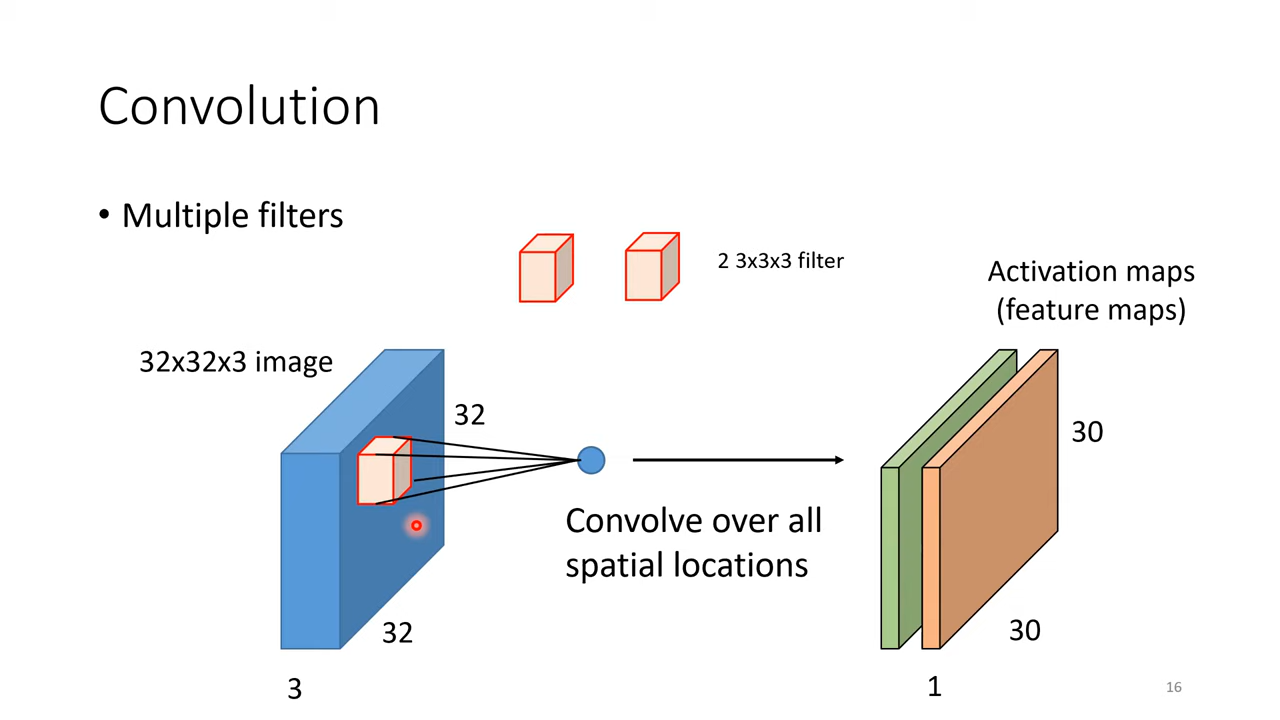 Convolution
• Multiple filters
2 3x3x3 filter
Activation maps
(feature maps)
32x32x3 image
32
30
Convolve over all
spatial locations
32
30
3
1
16